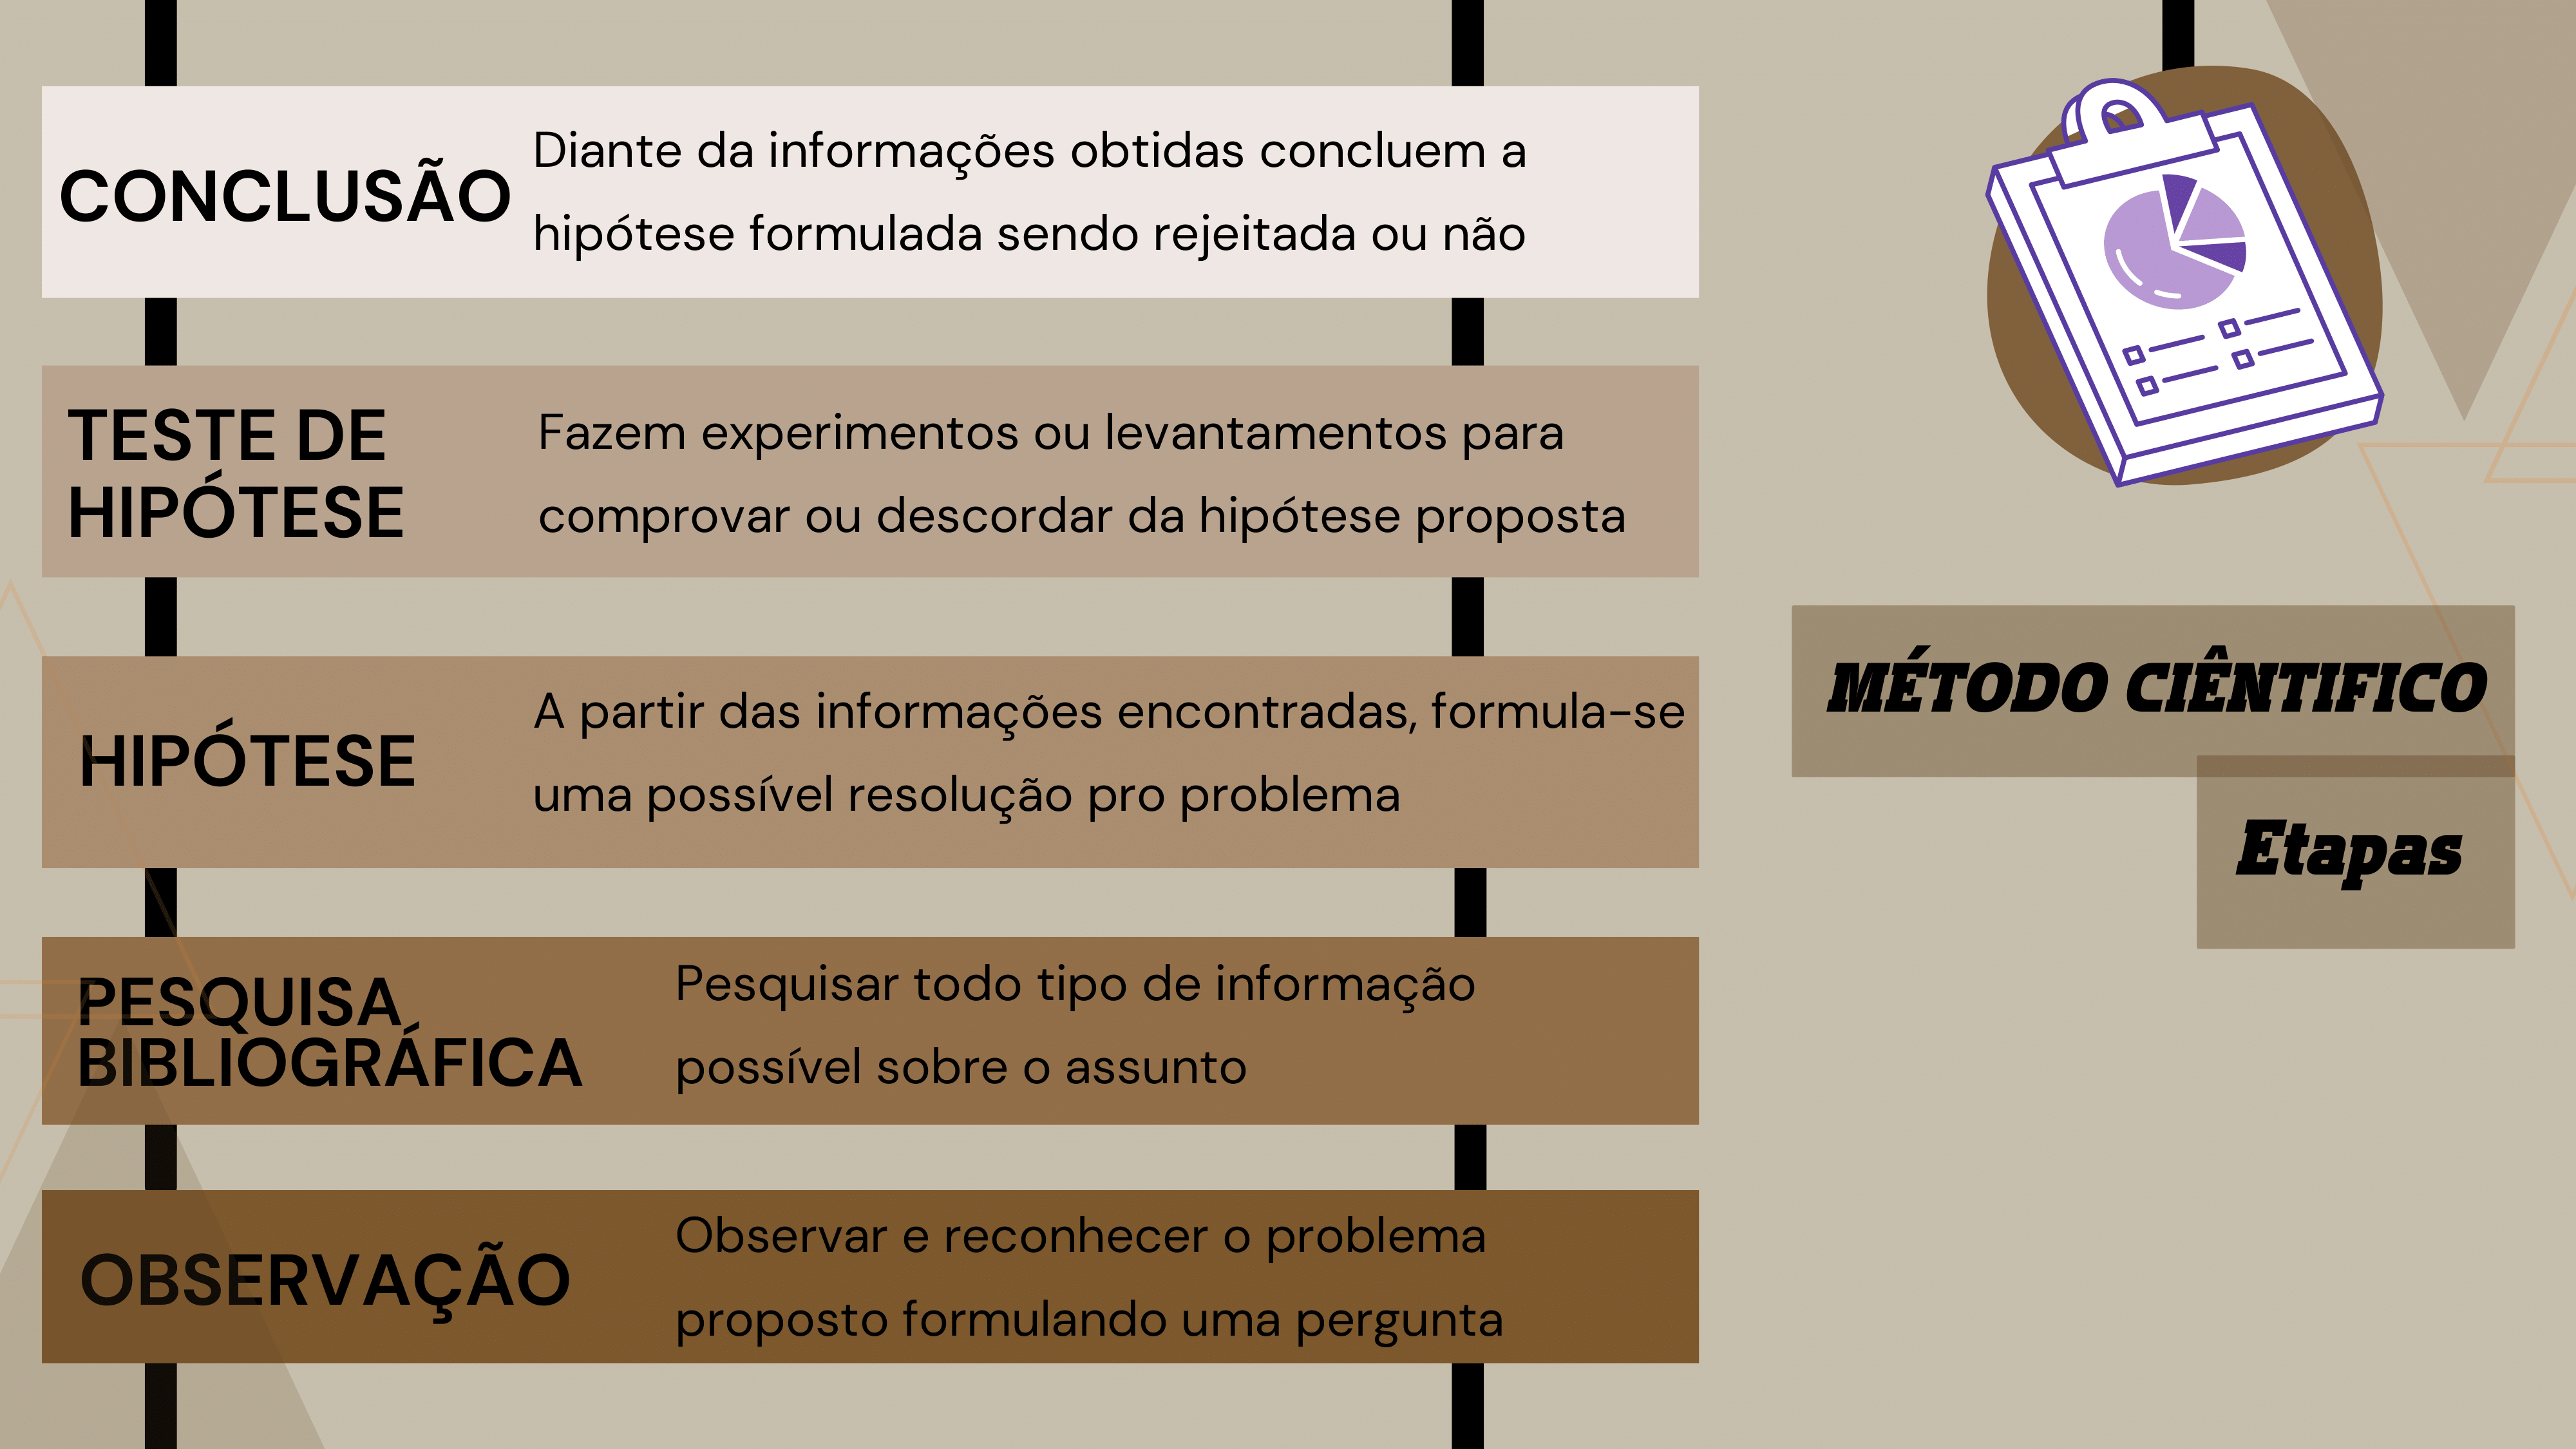 CONCLUSÃO
Diante da informações obtidas concluem a
hipótese formulada sendo rejeitada ou não
TESTE DE
HIPÓTESE
Fazem experimentos ou levantamentos para
comprovar ou descordar da hipótese proposta
HIPÓTESE
A partir das informações encontradas, formula-se
uma possível resolução pro problema
PESQUISA
BIBLIOGRÁFICA
Pesquisar todo tipo de informação
possível sobre o assunto
OBSERVAÇÃO
Observar e reconhecer o problema
proposto formulando uma pergunta
MÉTODO CIÊNTIFICO
Etapas